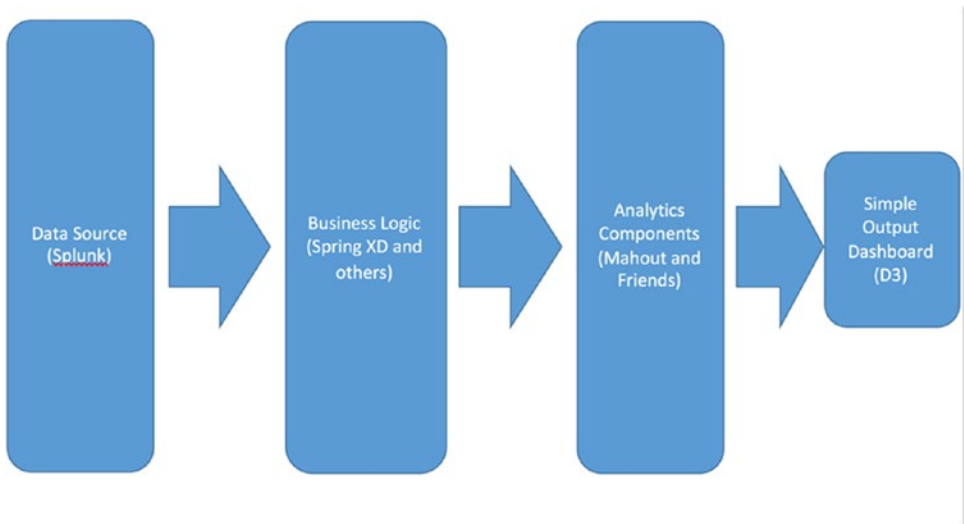 Data Source
(Splunk)
Business Logic
(Spring XD and
others)
Analytics
Components
(Mahout and
Friends)
Simple
Output
Dashboard
(D3)